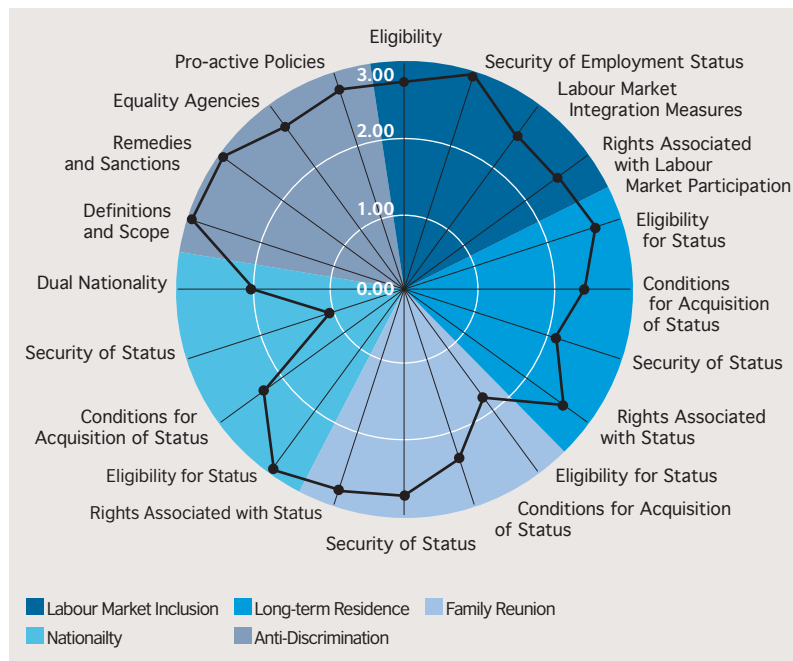 Eligibility
Pro-active Policies
Security of Employment Status
Equality Agencies
Labour Market
Integration Measures
Remedies
and Sanctions
Rights Associated
with Labour
Market Participation
Definitions
and Scope
Eligibility
for Status
Dual Nationality
Conditions
for Acquisition
of Status
Security of Status
Security of Status
Conditions for
Acquisition of Status
Rights Associated
with Status
Eligibility for Status
Eligibility for Status
Rights Associated with Status
Conditions for Acquisition
of Status
Security of Status
3.00
2.00
1.00
0.00
Labour Market Inclusion
Long-term Residence
Family Reunion
Nationailty
Anti-Discrimination